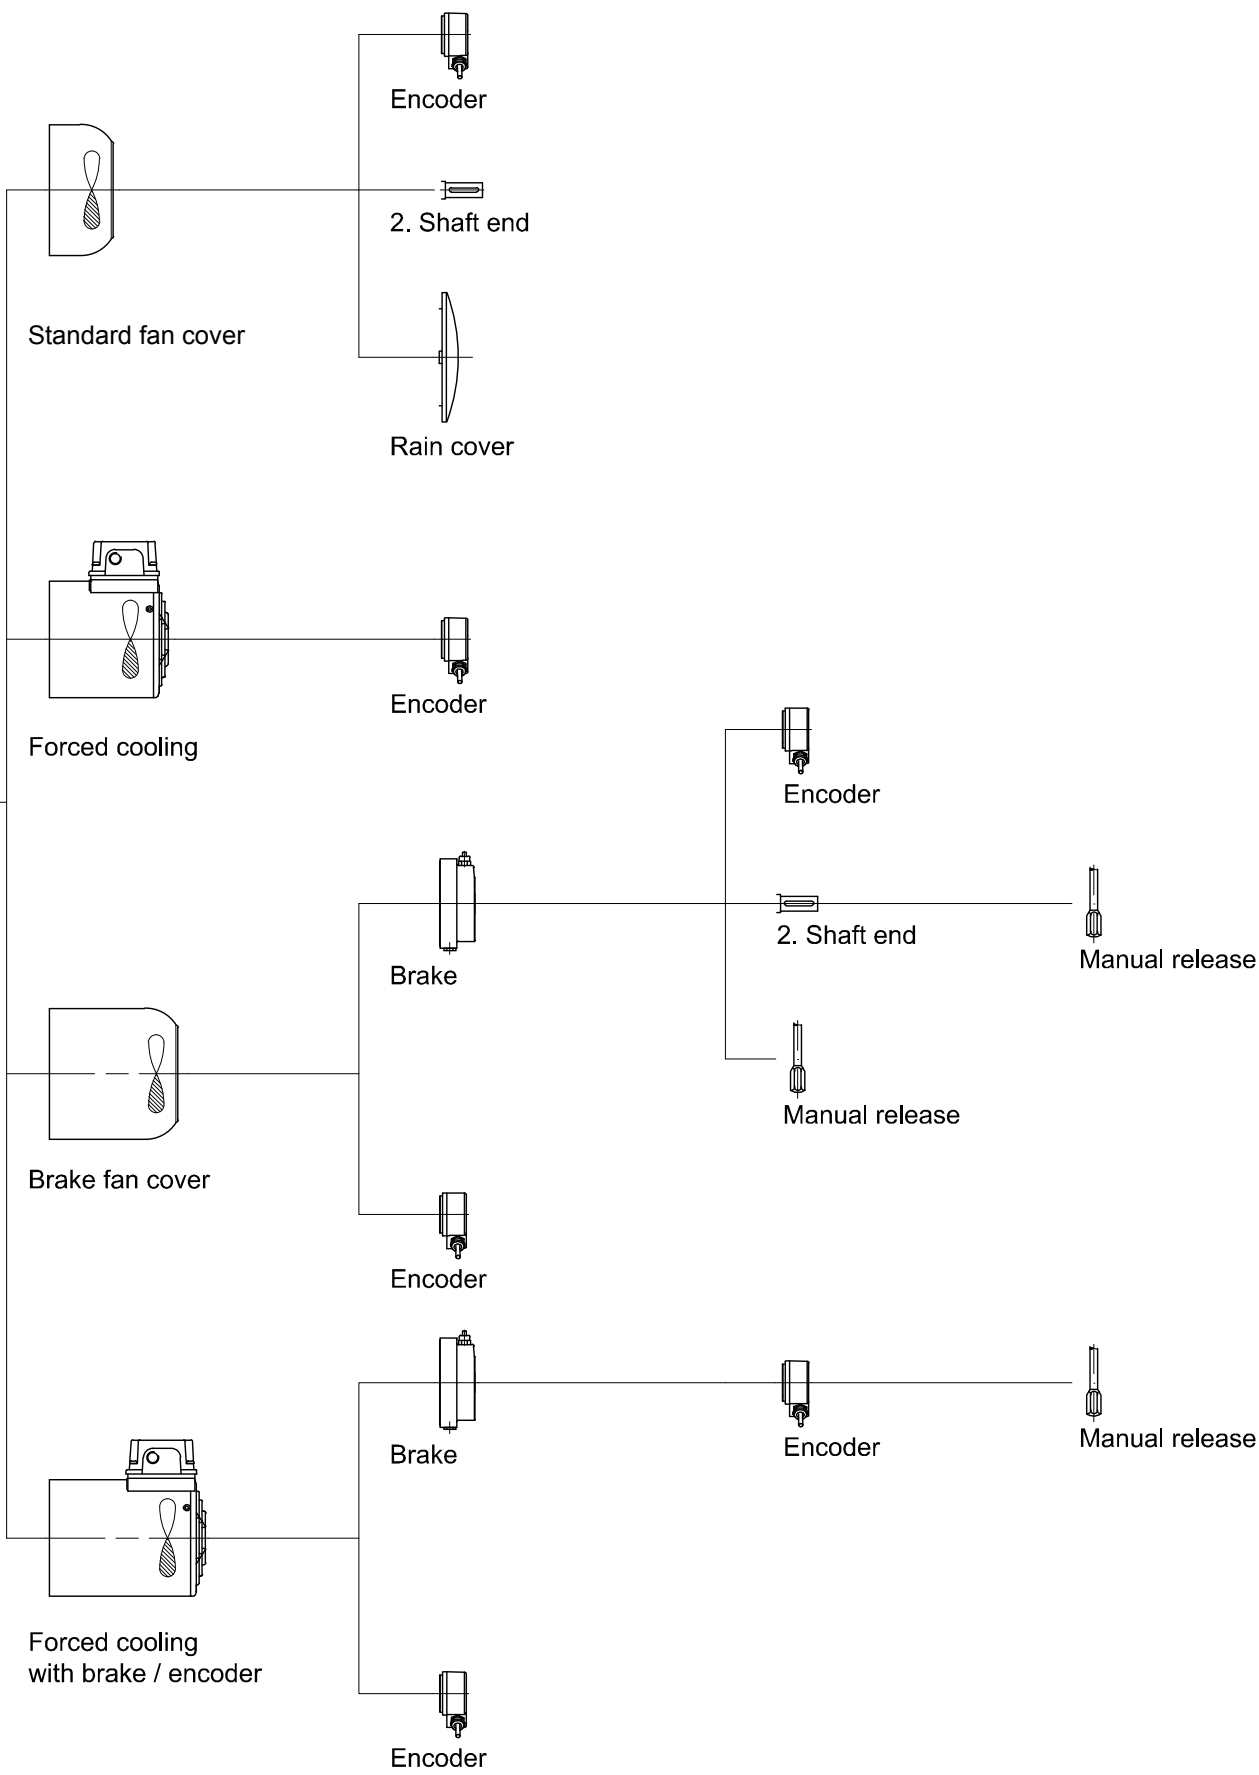 Encoder
2. Shaft end
Standard fan cover
Rain cover
Encoder
Forced cooling
Encoder
2. Shaft end
Manual release
Brake
Manual release
Brake fan cover
Encoder
Manual release
Encoder
Brake
Forced cooling
with brake / encoder
Encoder